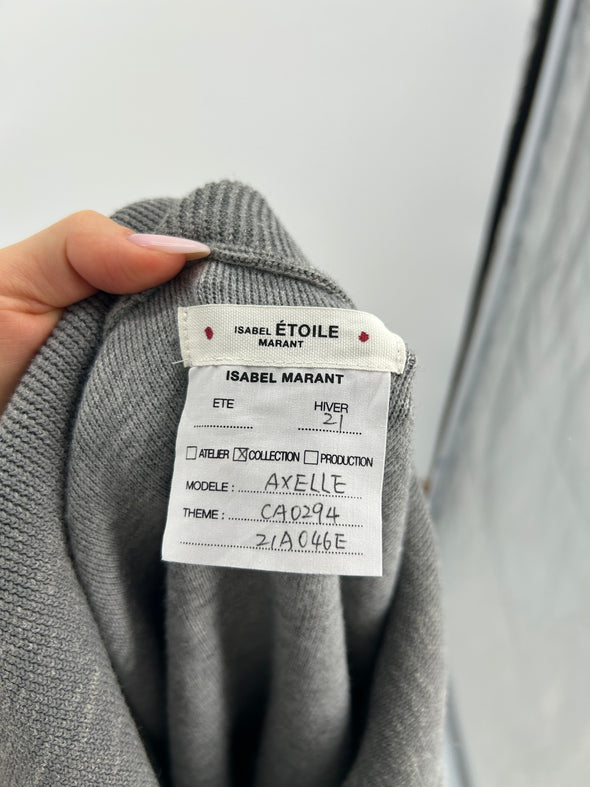 ISABEL ÉTOILE
MARANT
ISABEL MARANT
ETE HIVER
21
ATELIER COLLECTION PRODUCTION
MODELE : AXELLE
THEME : CA0294
21A046E